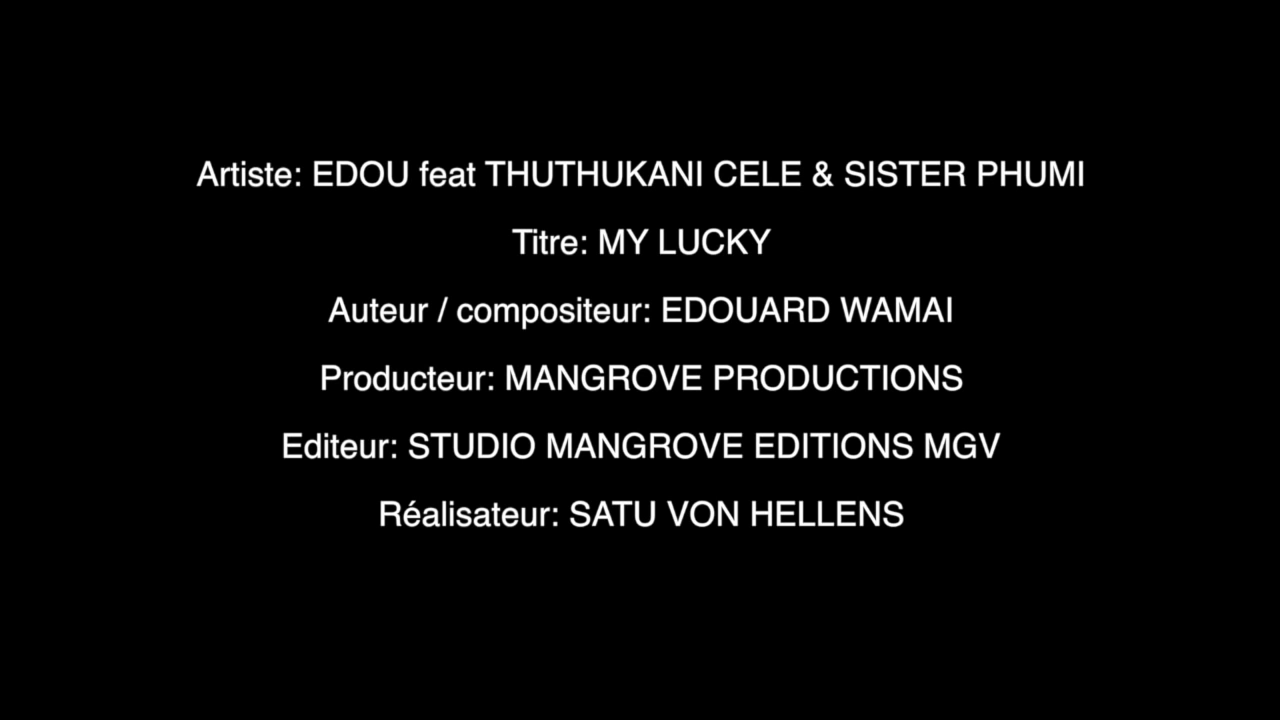 Artiste: EDOU feat THUTHUKANI CELE & SISTER PHUMI
Titre: MY LUCKY
Auteur / compositeur: EDOUARD WAMAI
Producteur: MANGROVE PRODUCTIONS
Editeur: STUDIO MANGROVE EDITIONS MGV
Réalisateur: SATU VON HELLENS